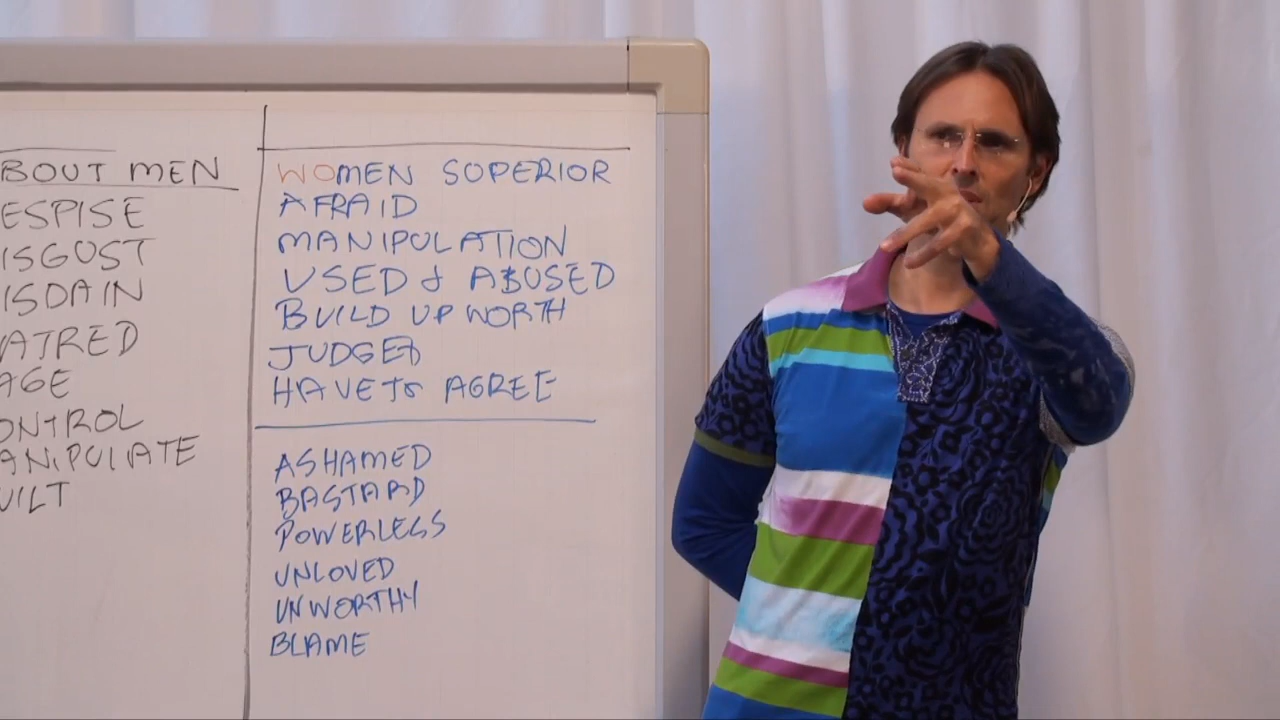 BOUT MEN
ESPISE
ISGUST
ISDAIN
ATRED
AGE
ONTROL
ANIPULATE
UILT
WOMEN SUPERIOR
AFRAID
MANIPULATION
USED & ABUSED
BUILD UP WORTH
JUDGED
HAVE TO AGREE
ASHAMED
BASTARD
POWERLESS
UNLOVED
UNWORTHY
BLAME